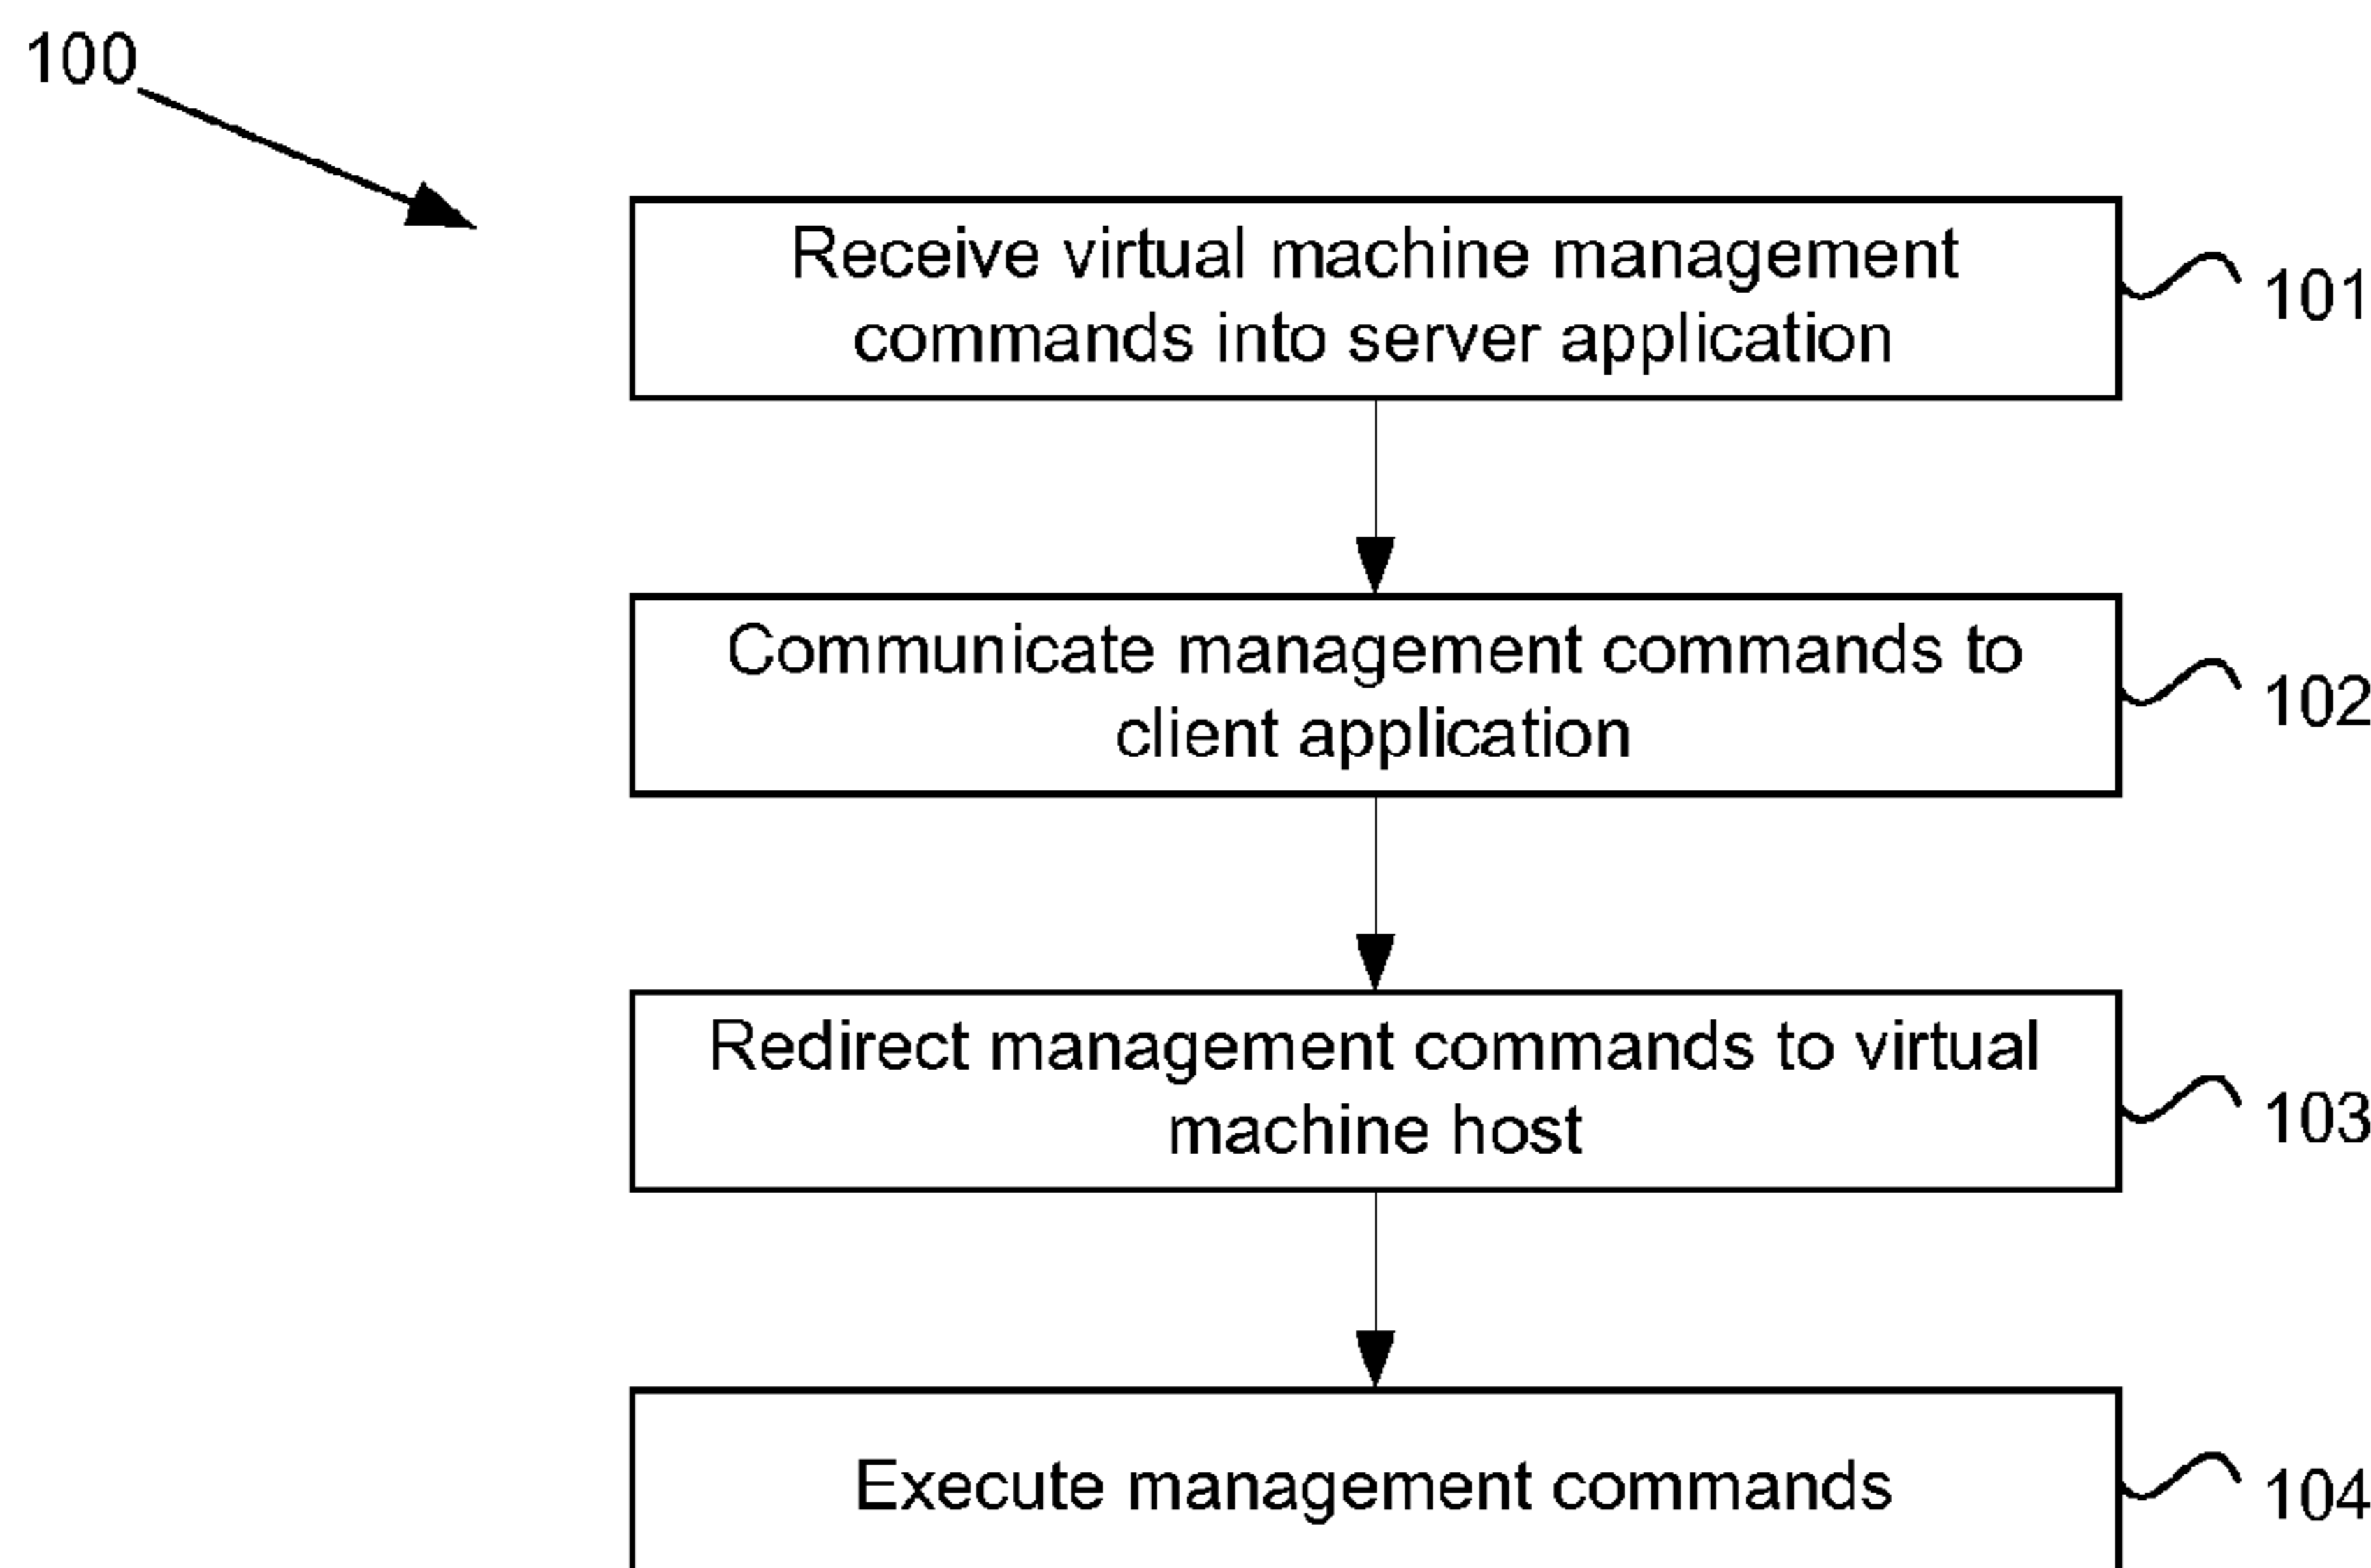 100
Receive virtual machine management
commands into server application
101
Communicate management commands to
client application
102
Redirect management commands to virtual
machine host
103
Execute management commands
104